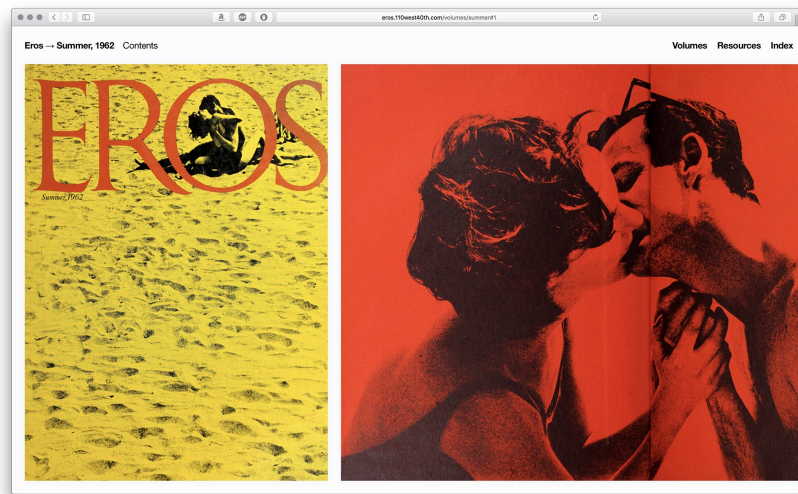 eros.110west40th.com/volumes/summer#1
Eros → Summer, 1962 Contents
Volumes Resources Index
EROS
Summer, 1962